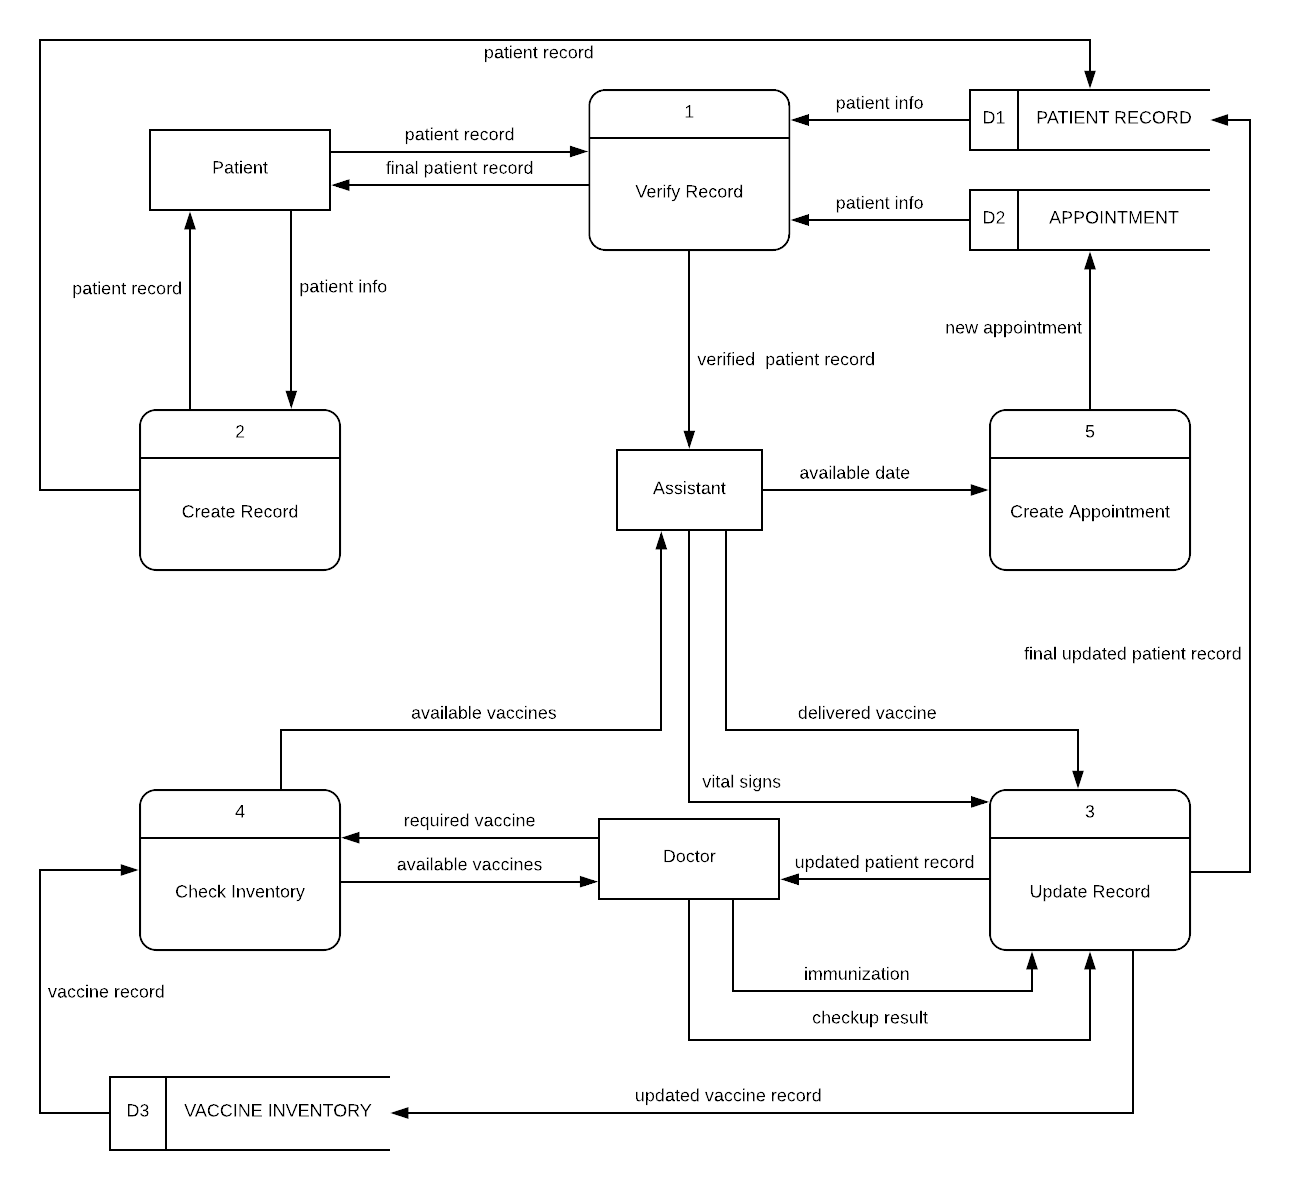 patient record
1
patient info
D1
PATIENT RECORD
patient record
Patient
final patient record
Verify Record
patient info
D2
APPOINTMENT
patient record
patient info
new appointment
verified  patient record
2
5
available date
Assistant
Create Record
Create Appointment
final updated patient record
available vaccines
delivered vaccine
vital signs
4
required vaccine
3
Doctor
available vaccines
updated patient record
Check Inventory
Update Record
immunization
vaccine record
checkup result
updated vaccine record
D3
VACCINE INVENTORY